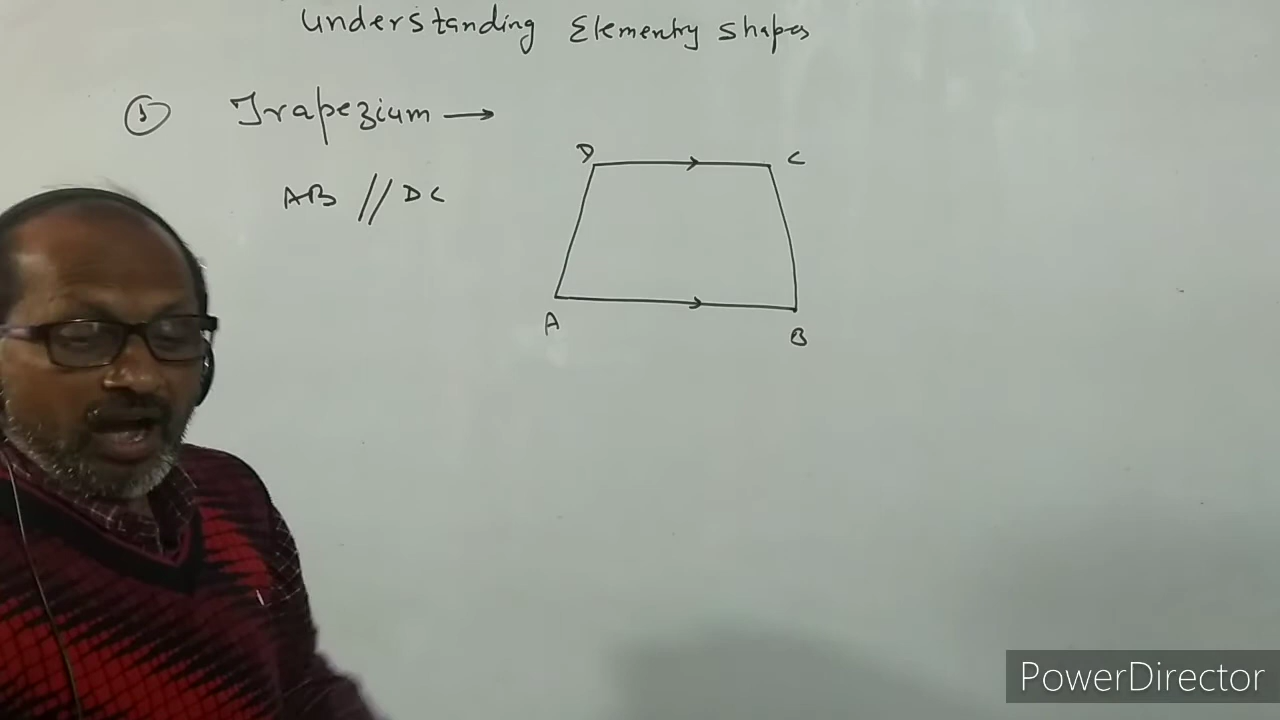 Understanding Elementry shapes
5 Trapezium →
D C
AB // DC
A B
PowerDirector